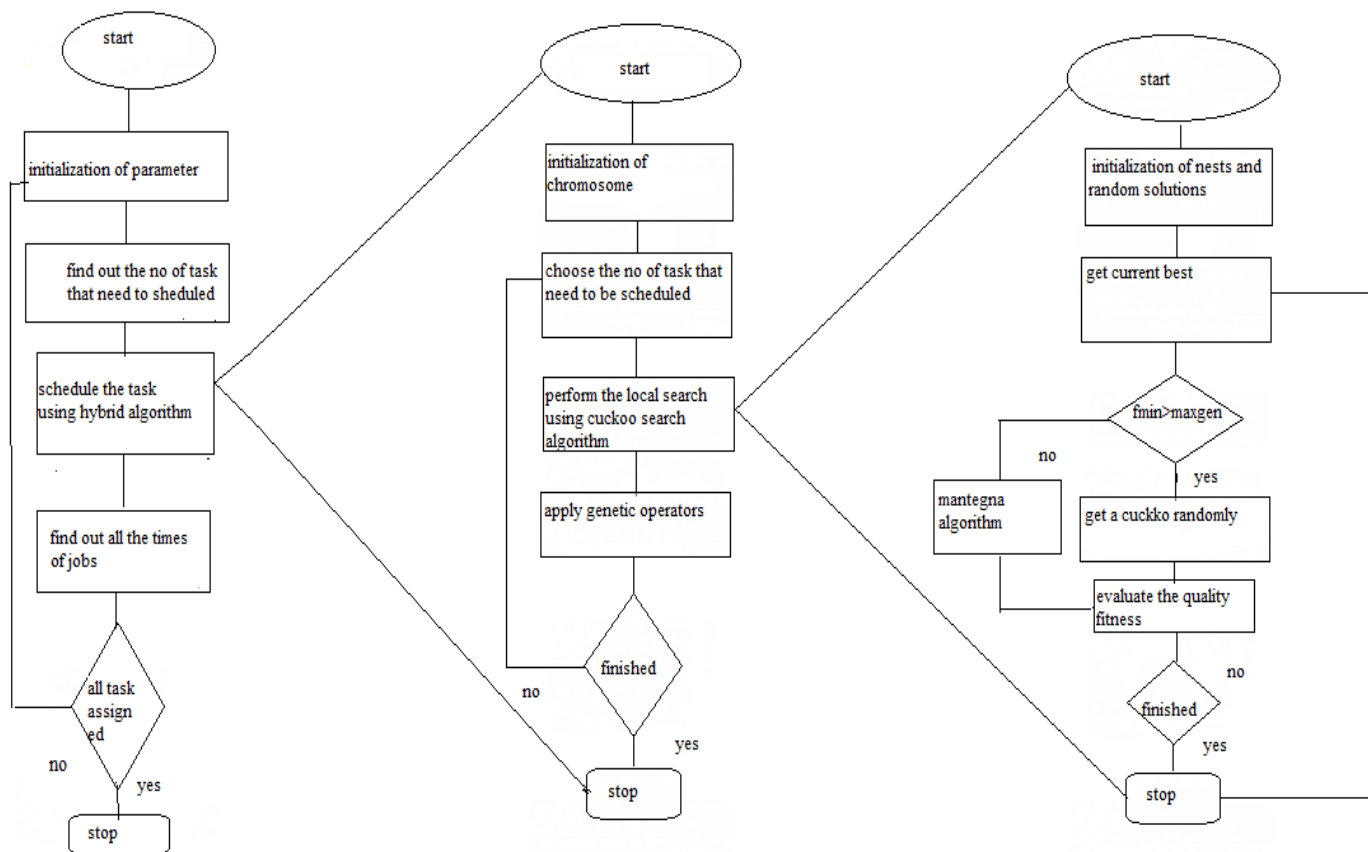 start
initialization of parameter
find out the no of task
that need to sheduled
schedule the task
using hybrid algorithm
find out all the times
of jobs
all task
assign
ed
no
yes
stop
start
initialization of
chromosome
choose the no of task that
need to be scheduled
perform the local search
using cuckoo search
algorithm
apply genetic operators
finished
no
yes
stop
start
initialization of nests and
random solutions
get current best
fmin>maxgen
no
yes
mantegna
algorithm
get a cuckko randomly
evaluate the quality
fitness
no
finished
yes
stop